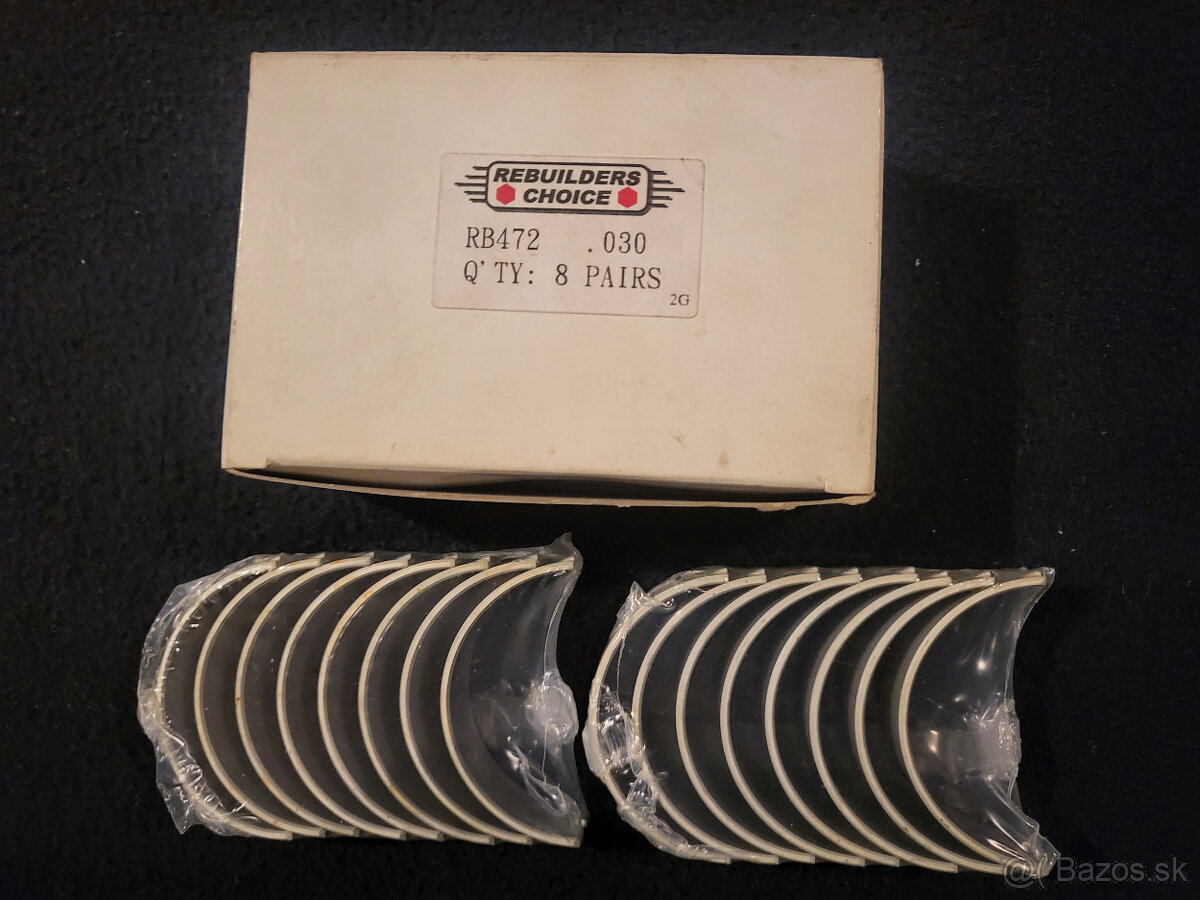 REBUILDERS
CHOICE
RB472 .030
Q'TY: 8 PAIRS
2G
@( Bazos.sk